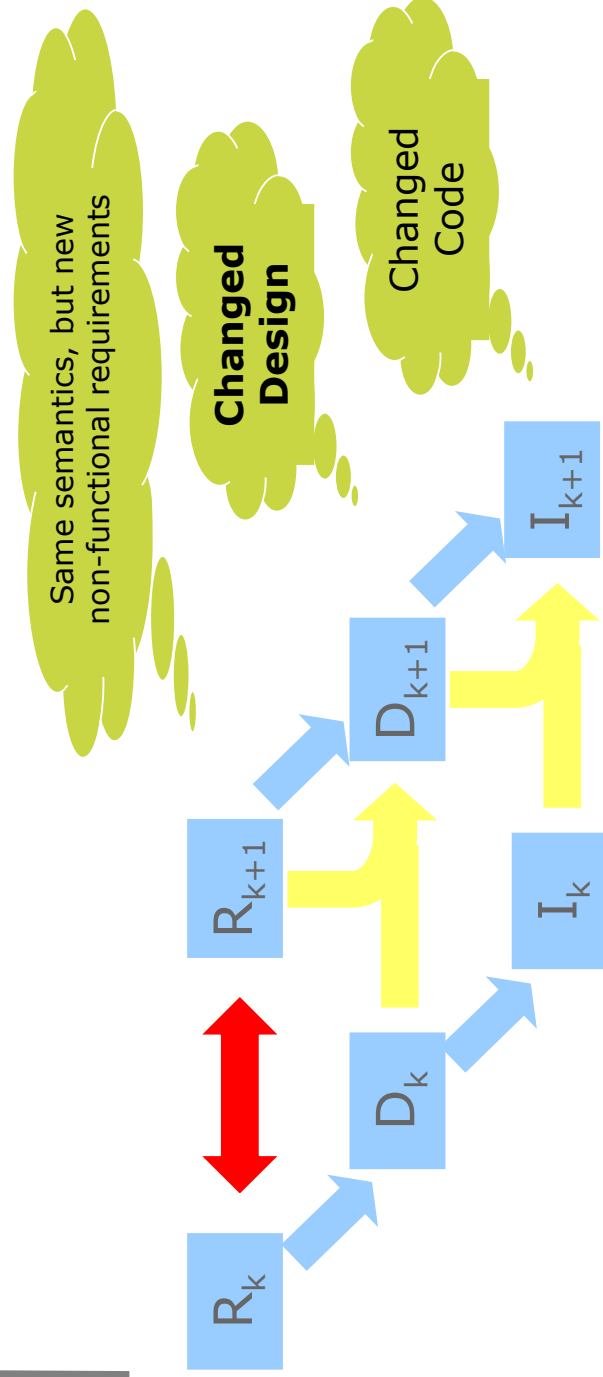 Same semantics, but new
non-functional requirements
Changed
Design
Changed
Code
Rk
Rk+1
Dk
Dk+1
Ik
Ik+1